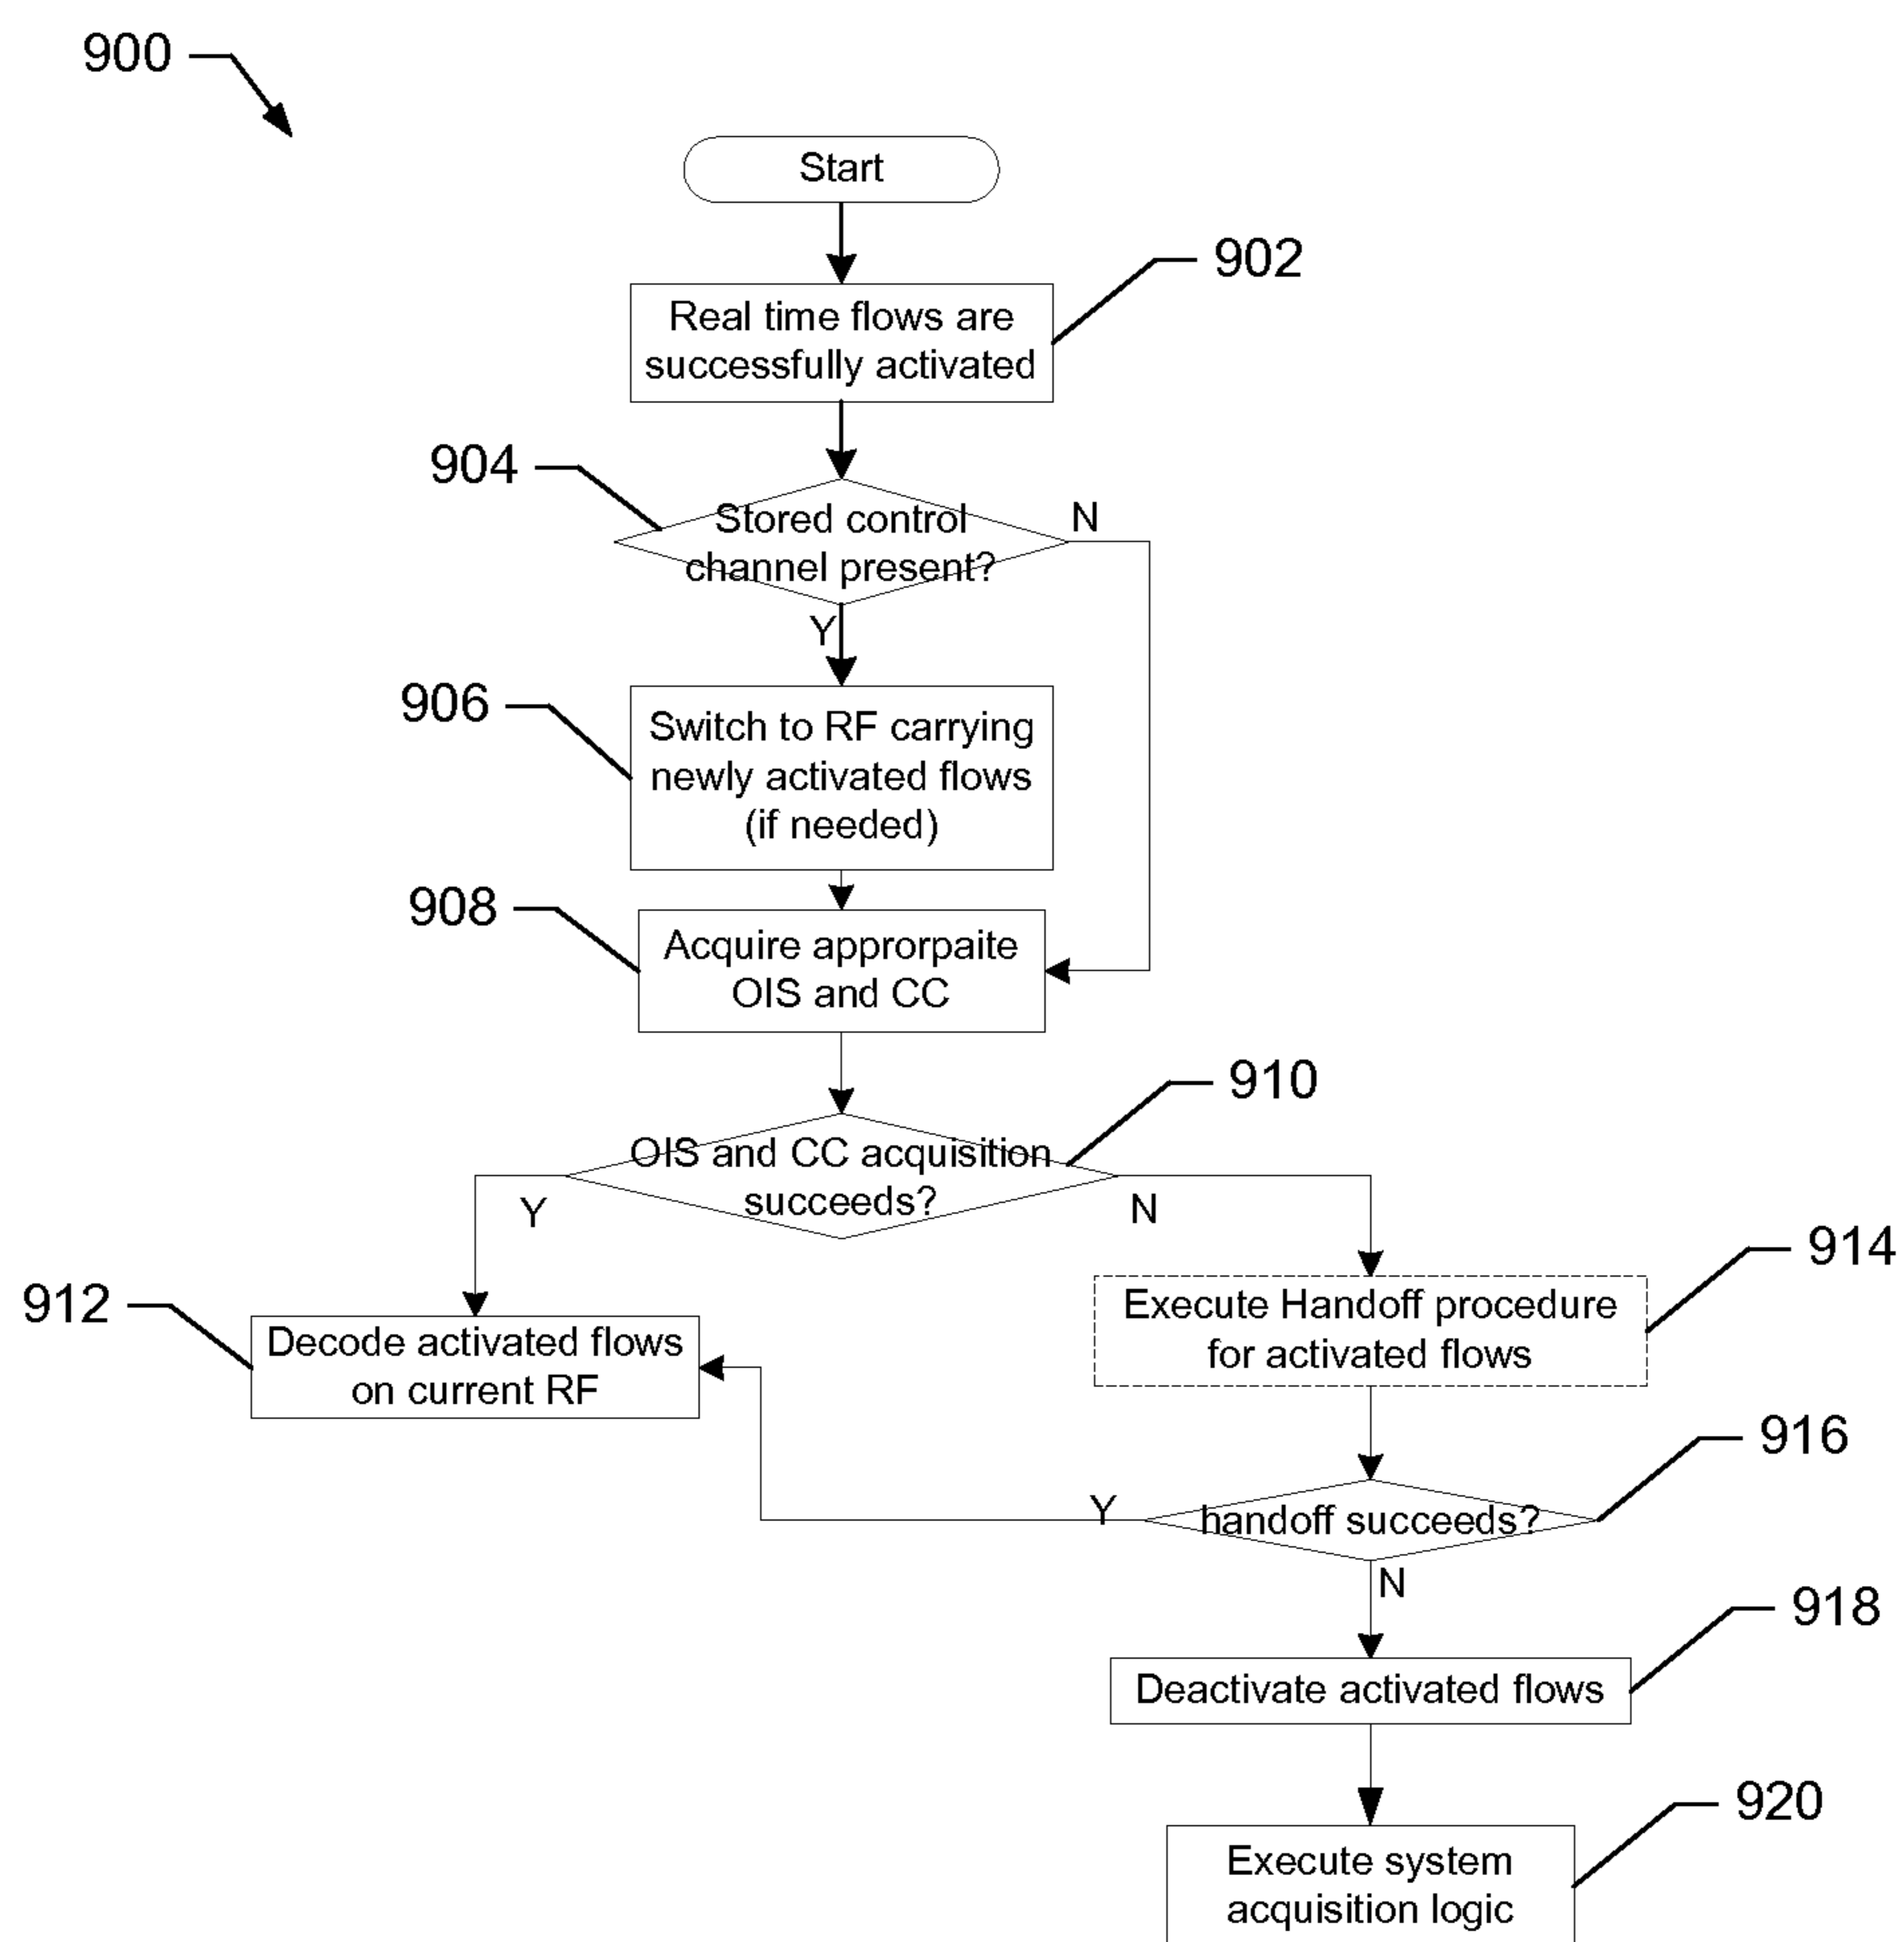 900
Start
902
Real time flows are
successfully activated
904
Stored control
channel present?
N
Y
906
Switch to RF carrying
newly activated flows
(if needed)
908
Acquire approrpaite
OIS and CC
910
OIS and CC acquisition
succeeds?
Y
N
912
Decode activated flows
on current RF
914
Execute Handoff procedure
for activated flows
916
handoff succeeds?
Y
N
918
Deactivate activated flows
920
Execute system
acquisition logic